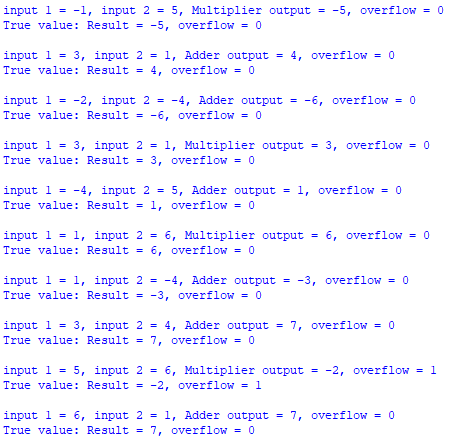 input 1 = -1, input 2 = 5, Multiplier output = -5, overflow = 0
True value: Result = -5, overflow = 0
input 1 = 3, input 2 = 1, Adder output = 4, overflow = 0
True value: Result = 4, overflow = 0
input 1 = -2, input 2 = -4, Adder output = -6, overflow = 0
True value: Result = -6, overflow = 0
input 1 = 3, input 2 = 1, Multiplier output = 3, overflow = 0
True value: Result = 3, overflow = 0
input 1 = -4, input 2 = 5, Adder output = 1, overflow = 0
True value: Result = 1, overflow = 0
input 1 = 1, input 2 = 6, Multiplier output = 6, overflow = 0
True value: Result = 6, overflow = 0
input 1 = 1, input 2 = -4, Adder output = -3, overflow = 0
True value: Result = -3, overflow = 0
input 1 = 3, input 2 = 4, Adder output = 7, overflow = 0
True value: Result = 7, overflow = 0
input 1 = 5, input 2 = 6, Multiplier output = -2, overflow = 1
True value: Result = -2, overflow = 1
input 1 = 6, input 2 = 1, Adder output = 7, overflow = 0
True value: Result = 7, overflow = 0